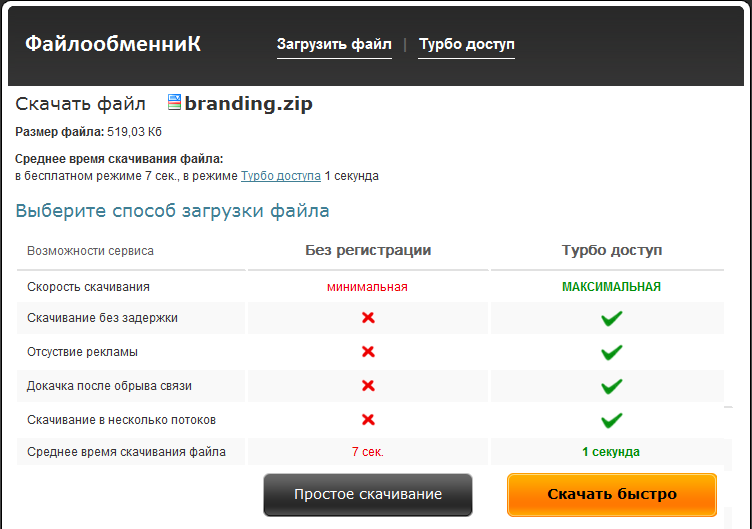 ФайлообменниК
Загрузить файл | Турбо доступ
Скачать файл branding.zip
Размер файла: 519,03 Кб
Среднее время скачивания файла:
в бесплатном режиме 7 сек., в режиме Турбо доступа 1 секунда
Выберите способ загрузки файла
Возможности сервиса Без регистрации Турбо доступ
Скорость скачивания минимальная МАКСИМАЛЬНАЯ
Скачивание без задержки
Отсуствие рекламы
Докачка после обрыва связи
Скачивание в несколько потоков
Среднее время скачивания файла 7 сек. 1 секунда
Простое скачивание Скачать быстро